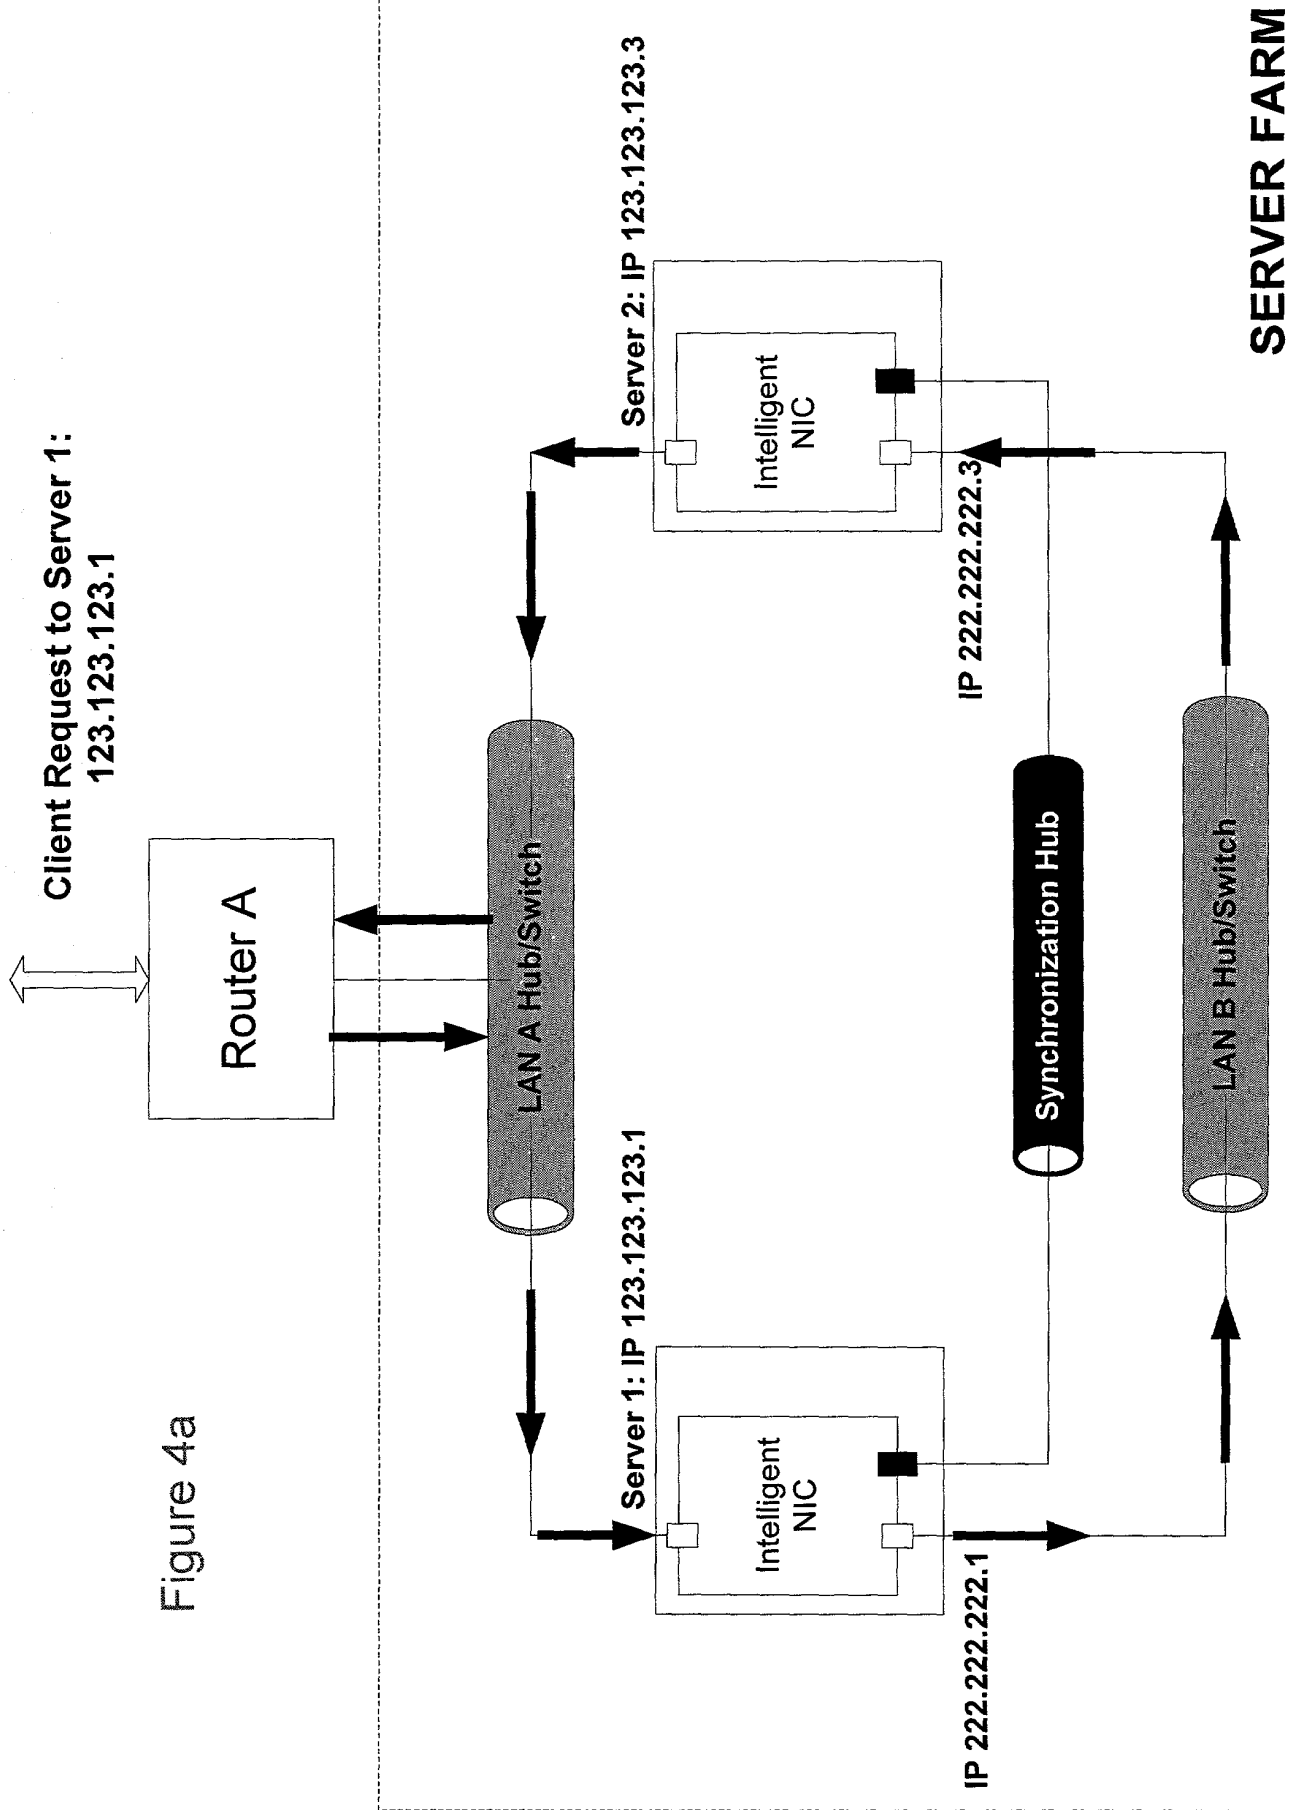 Figure 4a
Client Request to Server 1:
123.123.123.1
Router A
LAN A Hub/Switch
Server 1: IP 123.123.123.1
Server 2: IP 123.123.123.3
Intelligent
NIC
Intelligent
NIC
IP 222.222.222.1
IP 222.222.222.3
Synchronization Hub
LAN B Hub/Switch
SERVER FARM